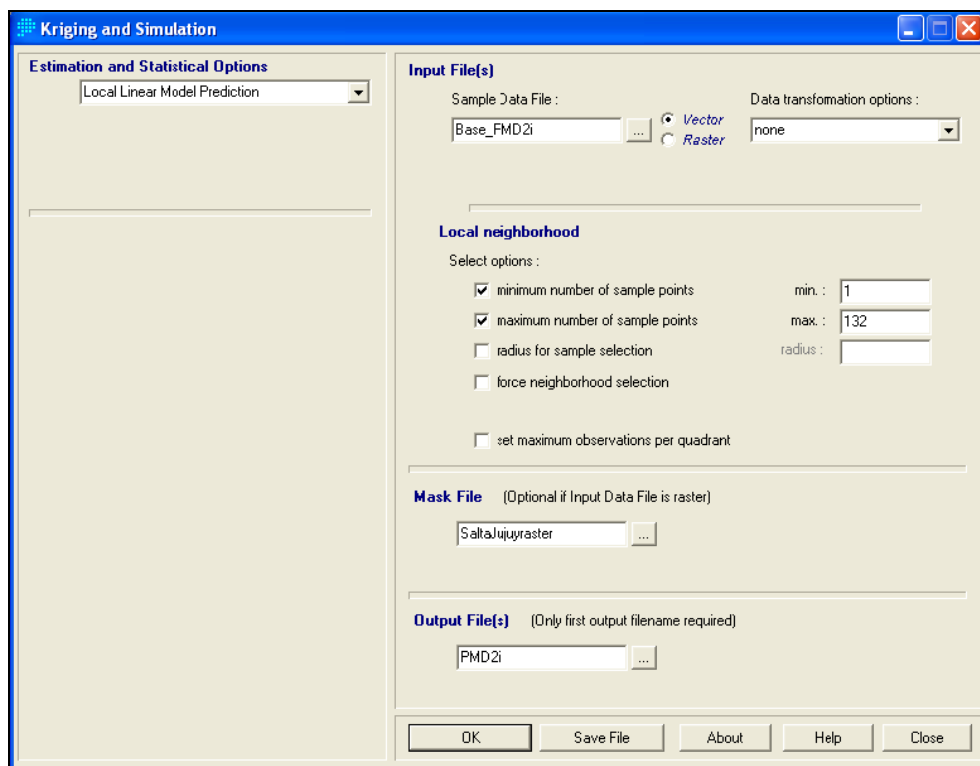 Kriging and Simulation
Estimation and Statistical Options
Local Linear Model Prediction
Input File(s)
Sample Data File :
Data transformation options :
Base_FMD2i
...
Vector
Raster
none
Local neighborhood
Select options :
minimum number of sample points
min. :
1
maximum number of sample points
max. :
132
radius for sample selection
radius :
force neighborhood selection
set maximum observations per quadrant
Mask File (Optional if Input Data File is raster)
SaltaJujuyraster
...
Output File(s) (Only first output filename required)
PMD2i
...
OK
Save File
About
Help
Close